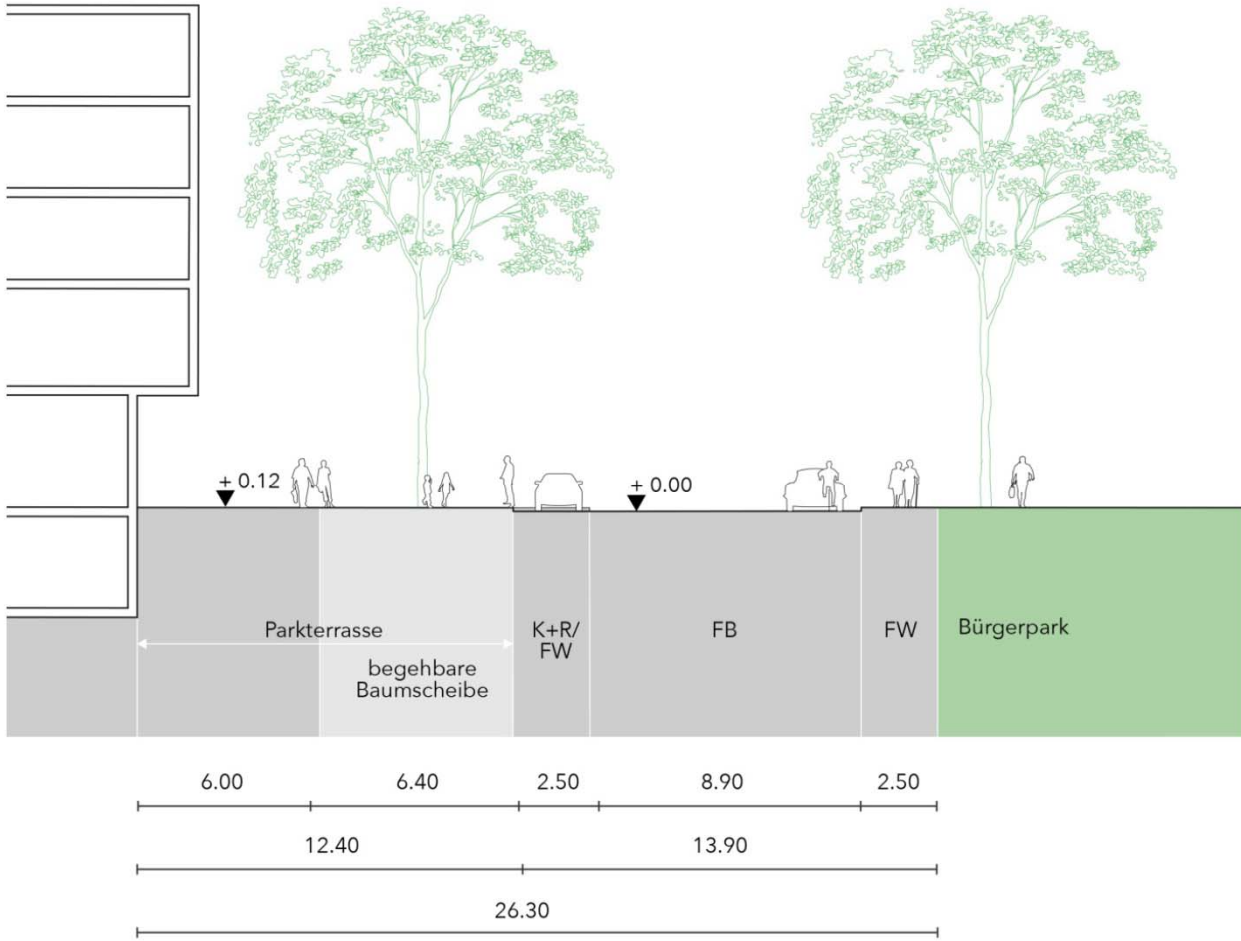 + 0.12
+ 0.00
Parkterrasse
begehbare
Baumscheibe
K+R/
FW
FB
FW
Bürgerpark
6.00
6.40
2.50
8.90
2.50
12.40
13.90
26.30